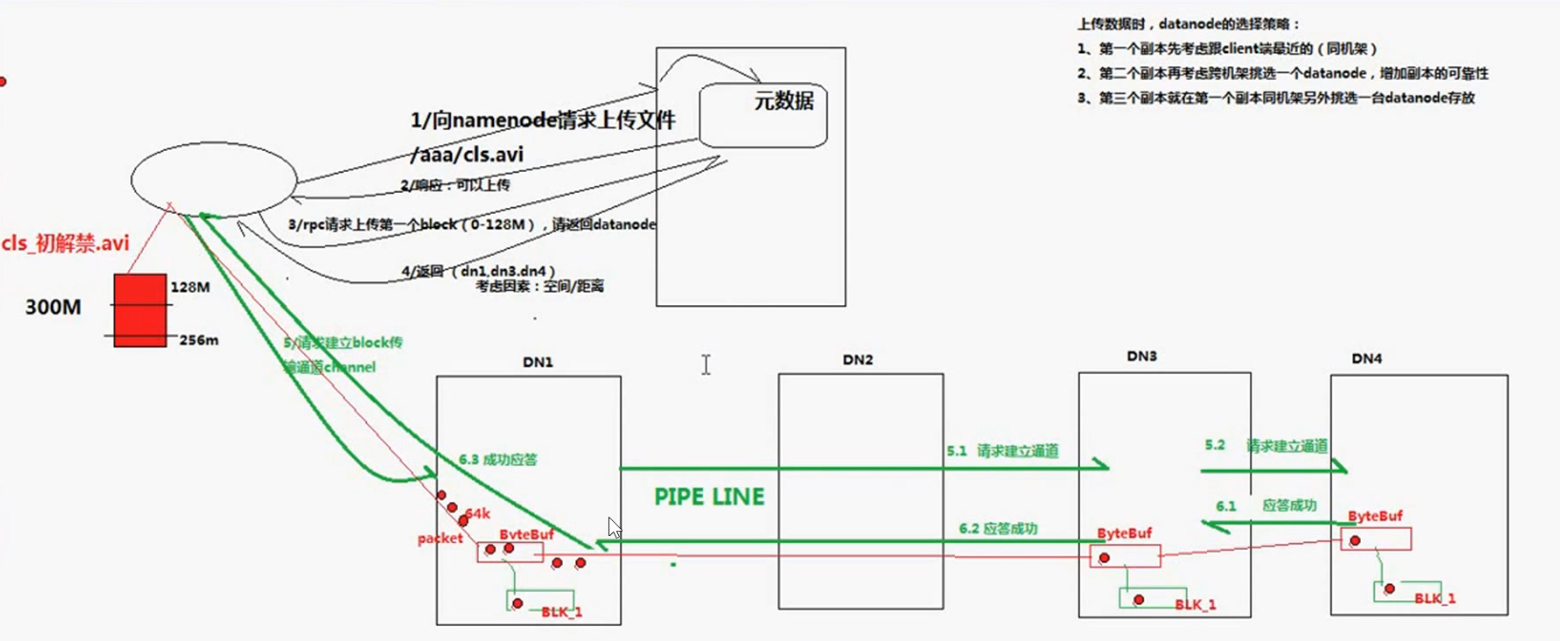 上传数据时，datanode的选择策略：
1、第一个副本先考虑跟client端最近的（同机架）
2、第二个副本再考虑跨机架挑选一个datanode，增加副本的可靠性
3、第三个副本就在第一个副本同机架另外挑选一台datanode存放
元数据
1/向namenode请求上传文件
/aaa/cls.avi
2/响应：可以上传
3/rpc请求上传第一个block（0-128M），请返回datanode
4/返回（dn1,dn3.dn4）
考虑因素：空间/距离
cls_初解禁.avi
300M
128M
256m
5/请求建立block传
输通道channel
DN1
DN2
DN3
DN4
6.3 成功应答
5.1 请求建立通道
5.2 请求建立通道
PIPE LINE
64k
packet
6.2 应答成功
6.1 应答成功
ByteBuf
ByteBuf
ByteBuf
BLK_1
BLK_1
BLK_1